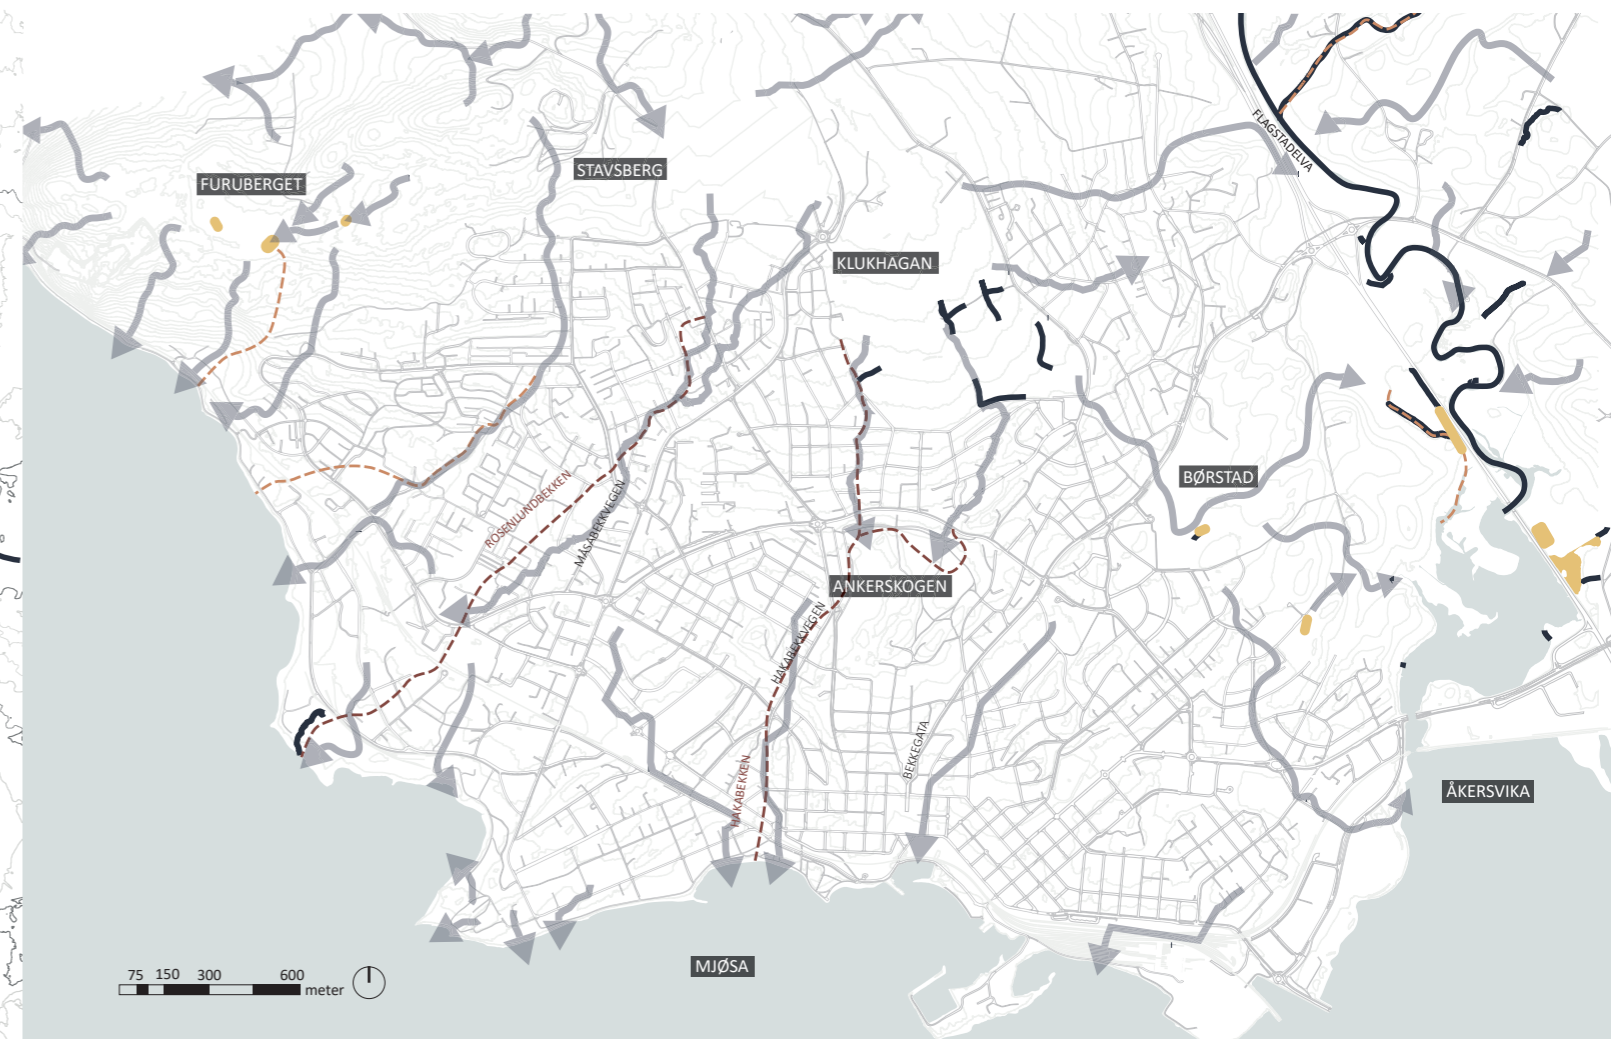 FLAGSTADELVA
STAVSBERG
FURUBERGET
KLUKHAGAN
BØRSTAD
ROSENLUNDBEKKEN
MÅSABEKKVEGEN
ANKERSKOGEN
HAKABEKKVEGEN
BEKKEGATA
HAKABEKKEN
ÅKERSVIKA
MJØSA
75 150 300 600
meter